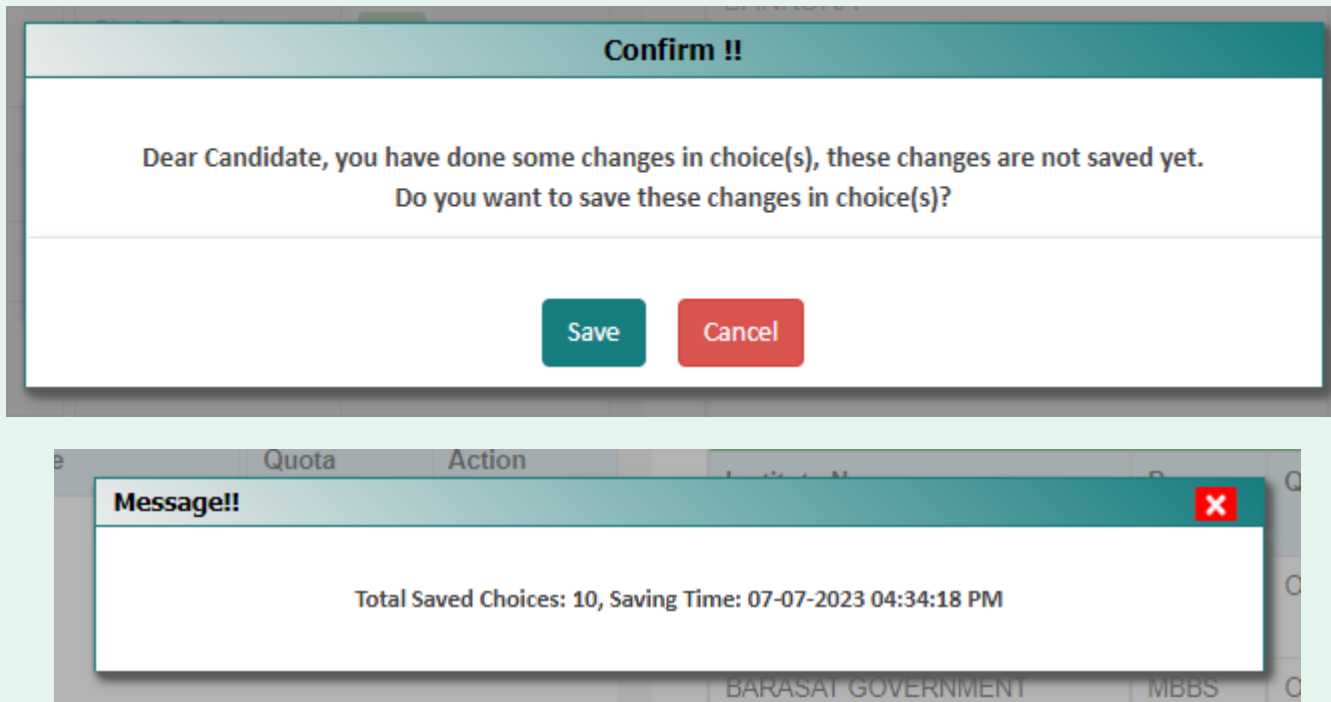 Confirm !!
Dear Candidate, you have done some changes in choice(s), these changes are not saved yet.
Do you want to save these changes in choice(s)?
Save Cancel
Quota Action
Message!!
Total Saved Choices: 10, Saving Time: 07-07-2023 04:34:18 PM
BARASAT GOVERNMENT MBBS